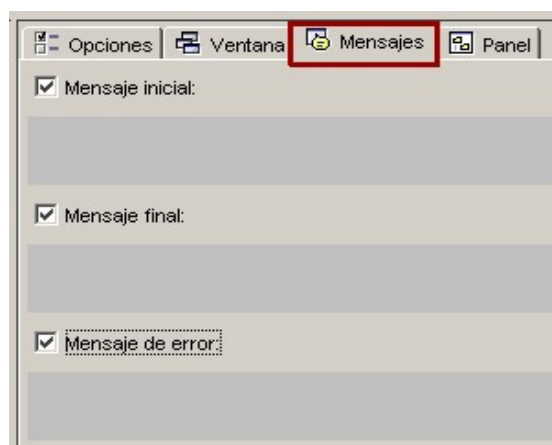 Opciones Ventana Mensajes Panel
Mensaje inicial:
Mensaje final:
Mensaje de error: